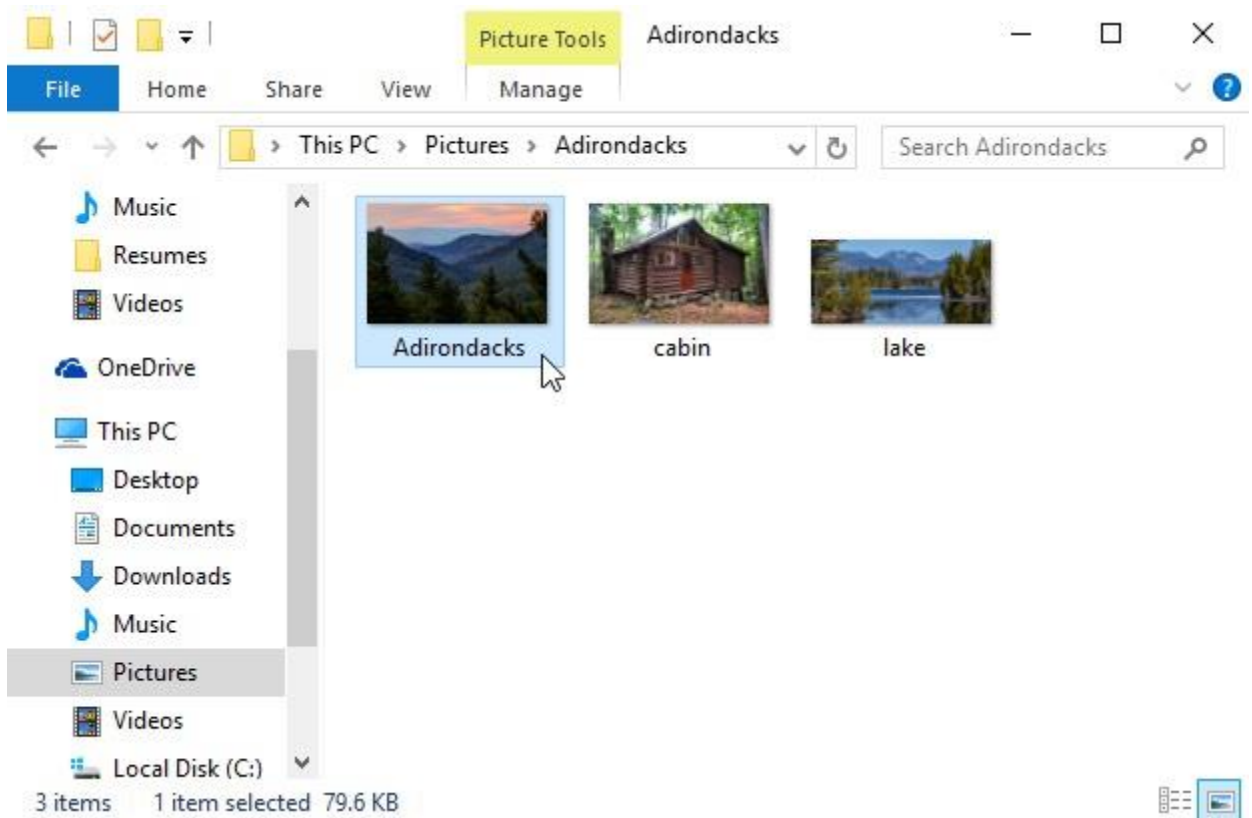 Picture Tools Adirondacks
File Home Share View Manage ?
This PC Pictures Adirondacks Search Adirondacks
Music
Resumes
Videos
OneDrive
This PC
Desktop
Documents
Downloads
Music
Pictures
Videos
Local Disk (C:)
Adirondacks cabin lake
3 items 1 item selected 79.6 KB